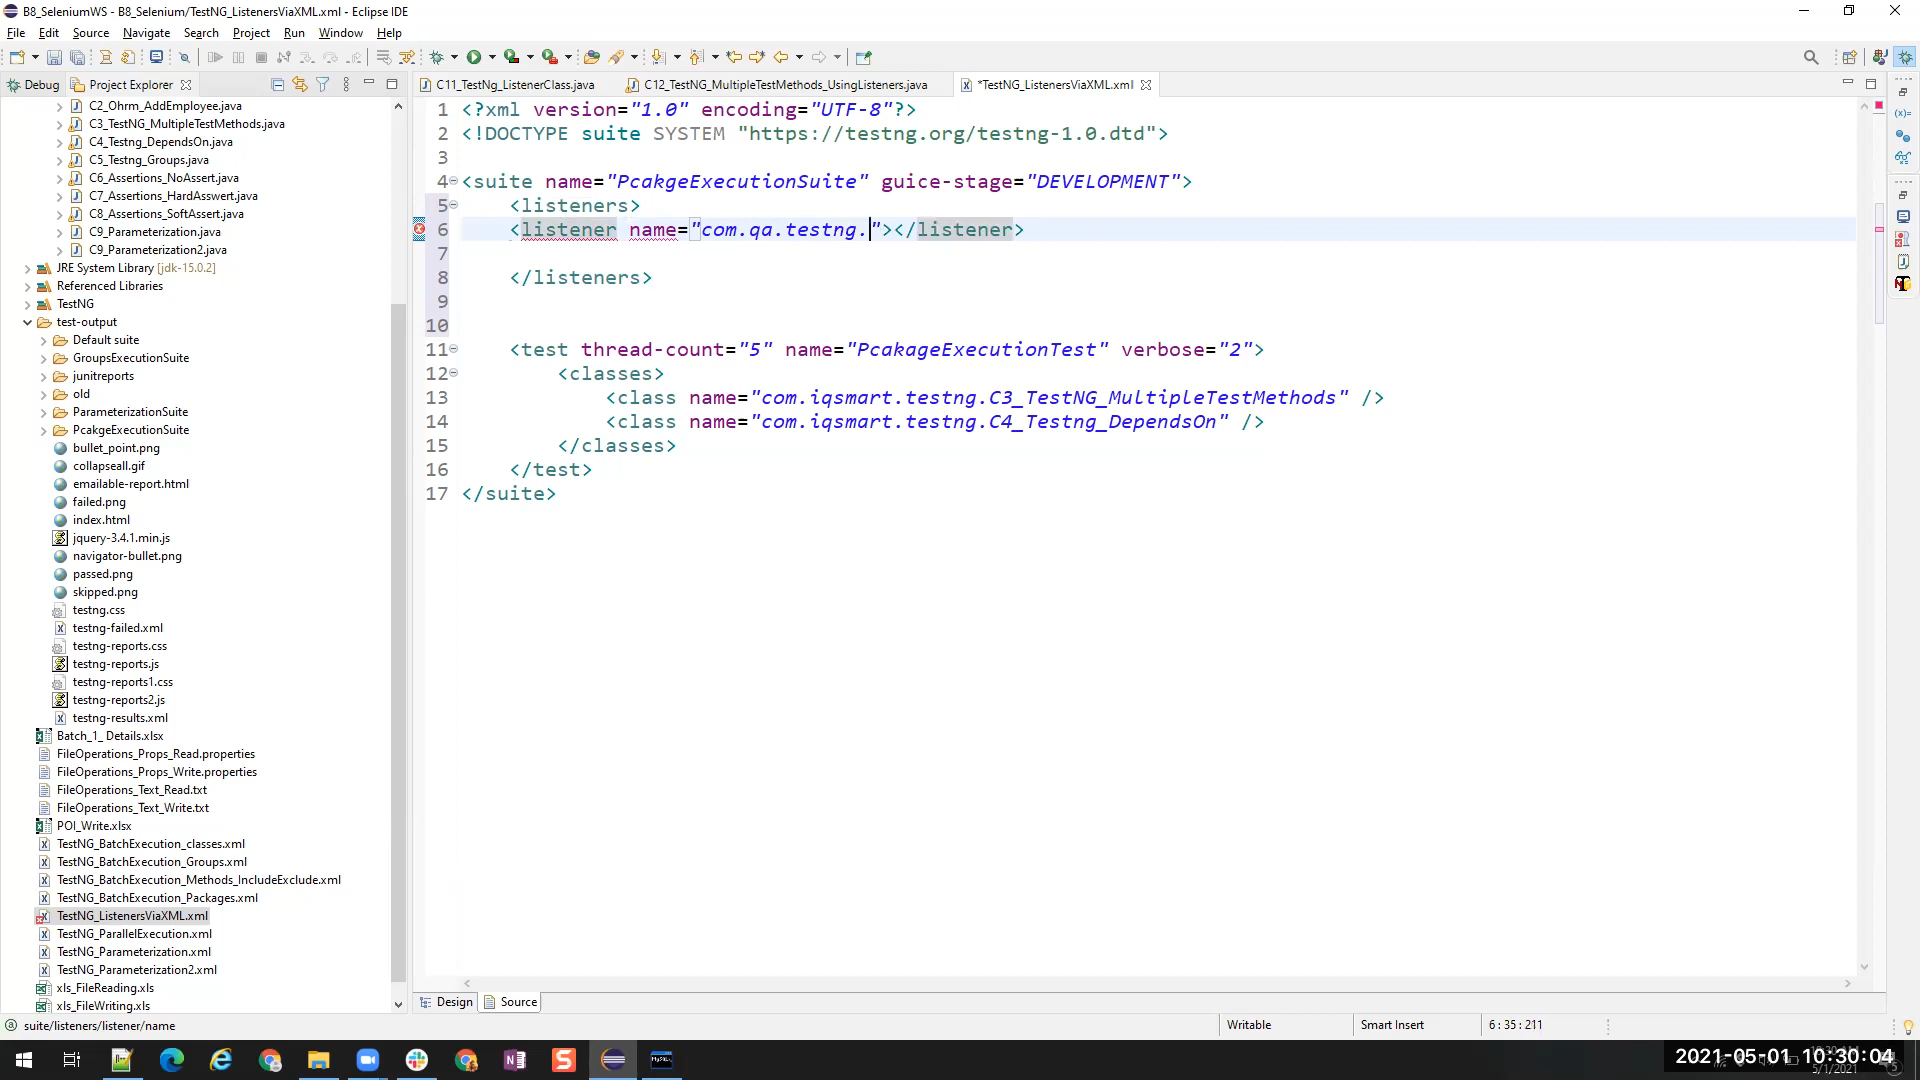 B8_SeleniumWS - B8_Selenium/TestNG_ListenersViaXML.xml - Eclipse IDE
File Edit Source Navigate Search Project Run Window Help
Debug Project Explorer
C11_TestNg_ListenerClass.java C12_TestNG_MultipleTestMethods_UsingListeners.java *TestNG_ListenersViaXML.xml
C2_Ohrm_AddEmployee.java
C3_TestNG_MultipleTestMethods.java
C4_Testng_DependsOn.java
C5_Testng_Groups.java
C6_Assertions_NoAssert.java
C7_Assertions_HardAsswert.java
C8_Assertions_SoftAssert.java
C9_Parameterization.java
C9_Parameterization2.java
JRE System Library [jdk-15.0.2]
Referenced Libraries
TestNG
test-output
Default suite
GroupsExecutionSuite
junitreports
old
ParameterizationSuite
PcakgeExecutionSuite
bullet_point.png
collapseall.gif
emailable-report.html
failed.png
index.html
jquery-3.4.1.min.js
navigator-bullet.png
passed.png
skipped.png
testng.css
testng-failed.xml
testng-reports.css
testng-reports.js
testng-reports1.css
testng-reports2.js
testng-results.xml
Batch_1_ Details.xlsx
FileOperations_Props_Read.properties
FileOperations_Props_Write.properties
FileOperations_Text_Read.txt
FileOperations_Text_Write.txt
POI_Write.xlsx
TestNG_BatchExecution_classes.xml
TestNG_BatchExecution_Groups.xml
TestNG_BatchExecution_Methods_IncludeExclude.xml
TestNG_BatchExecution_Packages.xml
TestNG_ListenersViaXML.xml
TestNG_ParallelExecution.xml
TestNG_Parameterization.xml
TestNG_Parameterization2.xml
xls_FileReading.xls
xls_FileWriting.xls
1 <?xml version="1.0" encoding="UTF-8"?>
2 <!DOCTYPE suite SYSTEM "https://testng.org/testng-1.0.dtd">
3
4 <suite name="PcakgeExecutionSuite" guice-stage="DEVELOPMENT">
5 <listeners>
6 <listener name="com.qa.testng."></listener>
7
8 </listeners>
9
10
11 <test thread-count="5" name="PcakageExecutionTest" verbose="2">
12 <classes>
13 <class name="com.iqsmart.testng.C3_TestNG_MultipleTestMethods" />
14 <class name="com.iqsmart.testng.C4_Testng_DependsOn" />
15 </classes>
16 </test>
17 </suite>
Design Source
suite/listeners/listener/name Writable Smart Insert 6 : 35 : 211
2021-05-01 10:30:04
5/1/2021